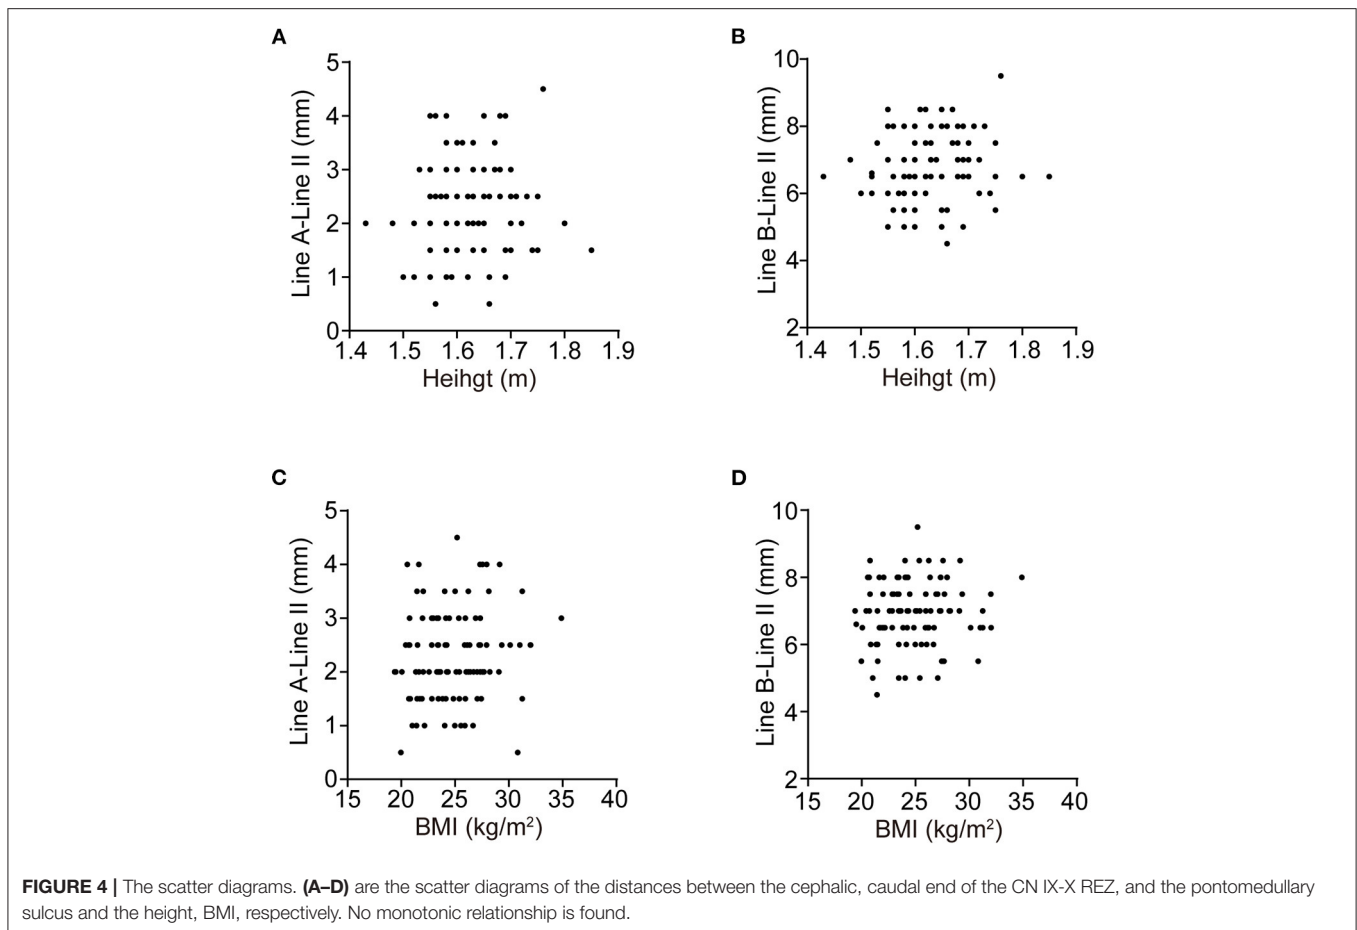 A
B
5
4
3
2
1
0
Line A-Line II (mm)
1.4 1.5 1.6 1.7 1.8 1.9
Heihgt (m)
10
8
6
4
2
Line B-Line II (mm)
1.4 1.5 1.6 1.7 1.8 1.9
Heihgt (m)
C
D
5
4
3
2
1
0
Line A-Line II (mm)
15 20 25 30 35 40
BMI (kg/m²)
10
8
6
4
2
Line B-Line II (mm)
15 20 25 30 35 40
BMI (kg/m²)
FIGURE 4 | The scatter diagrams. (A–D) are the scatter diagrams of the distances between the cephalic, caudal end of the CN IX-X REZ, and the pontomedullary
sulcus and the height, BMI, respectively. No monotonic relationship is found.